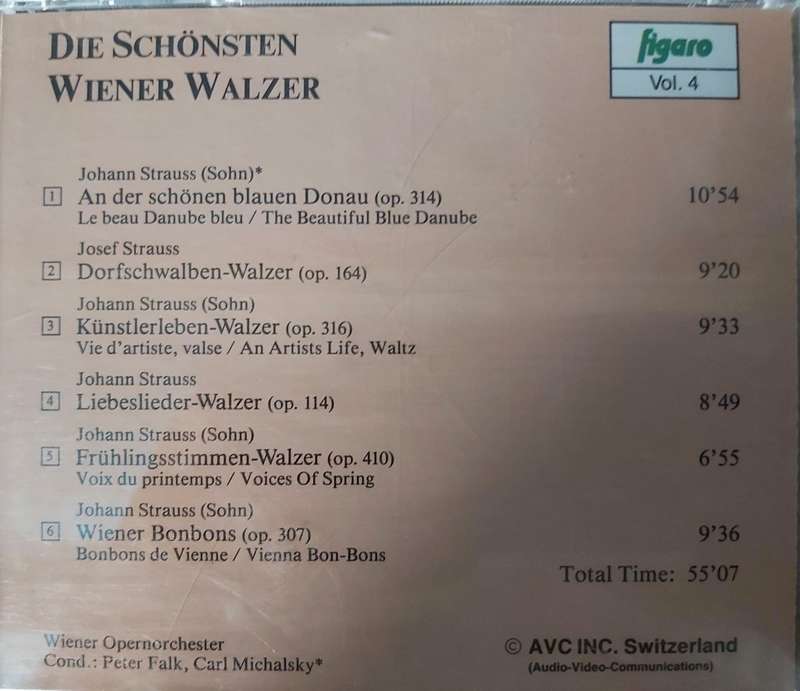 DIE SCHÖNSTEN
WIENER WALZER
figaro
Vol. 4
Johann Strauss (Sohn)*
1 An der schönen blauen Donau (op. 314) 10’54
Le beau Danube bleu / The Beautiful Blue Danube
Josef Strauss
2 Dorfschwalben-Walzer (op. 164) 9’20
Johann Strauss (Sohn)
3 Künstlerleben-Walzer (op. 316) 9’33
Vie d’artiste, valse / An Artists Life, Waltz
Johann Strauss
4 Liebeslieder-Walzer (op. 114) 8’49
Johann Strauss (Sohn)
5 Frühlingsstimmen-Walzer (op. 410) 6’55
Voix du printemps / Voices Of Spring
Johann Strauss (Sohn)
6 Wiener Bonbons (op. 307) 9’36
Bonbons de Vienne / Vienna Bon-Bons
Total Time: 55’07
Wiener Opernorchester
Cond.: Peter Falk, Carl Michalsky*
© AVC INC. Switzerland
(Audio-Video-Communications)